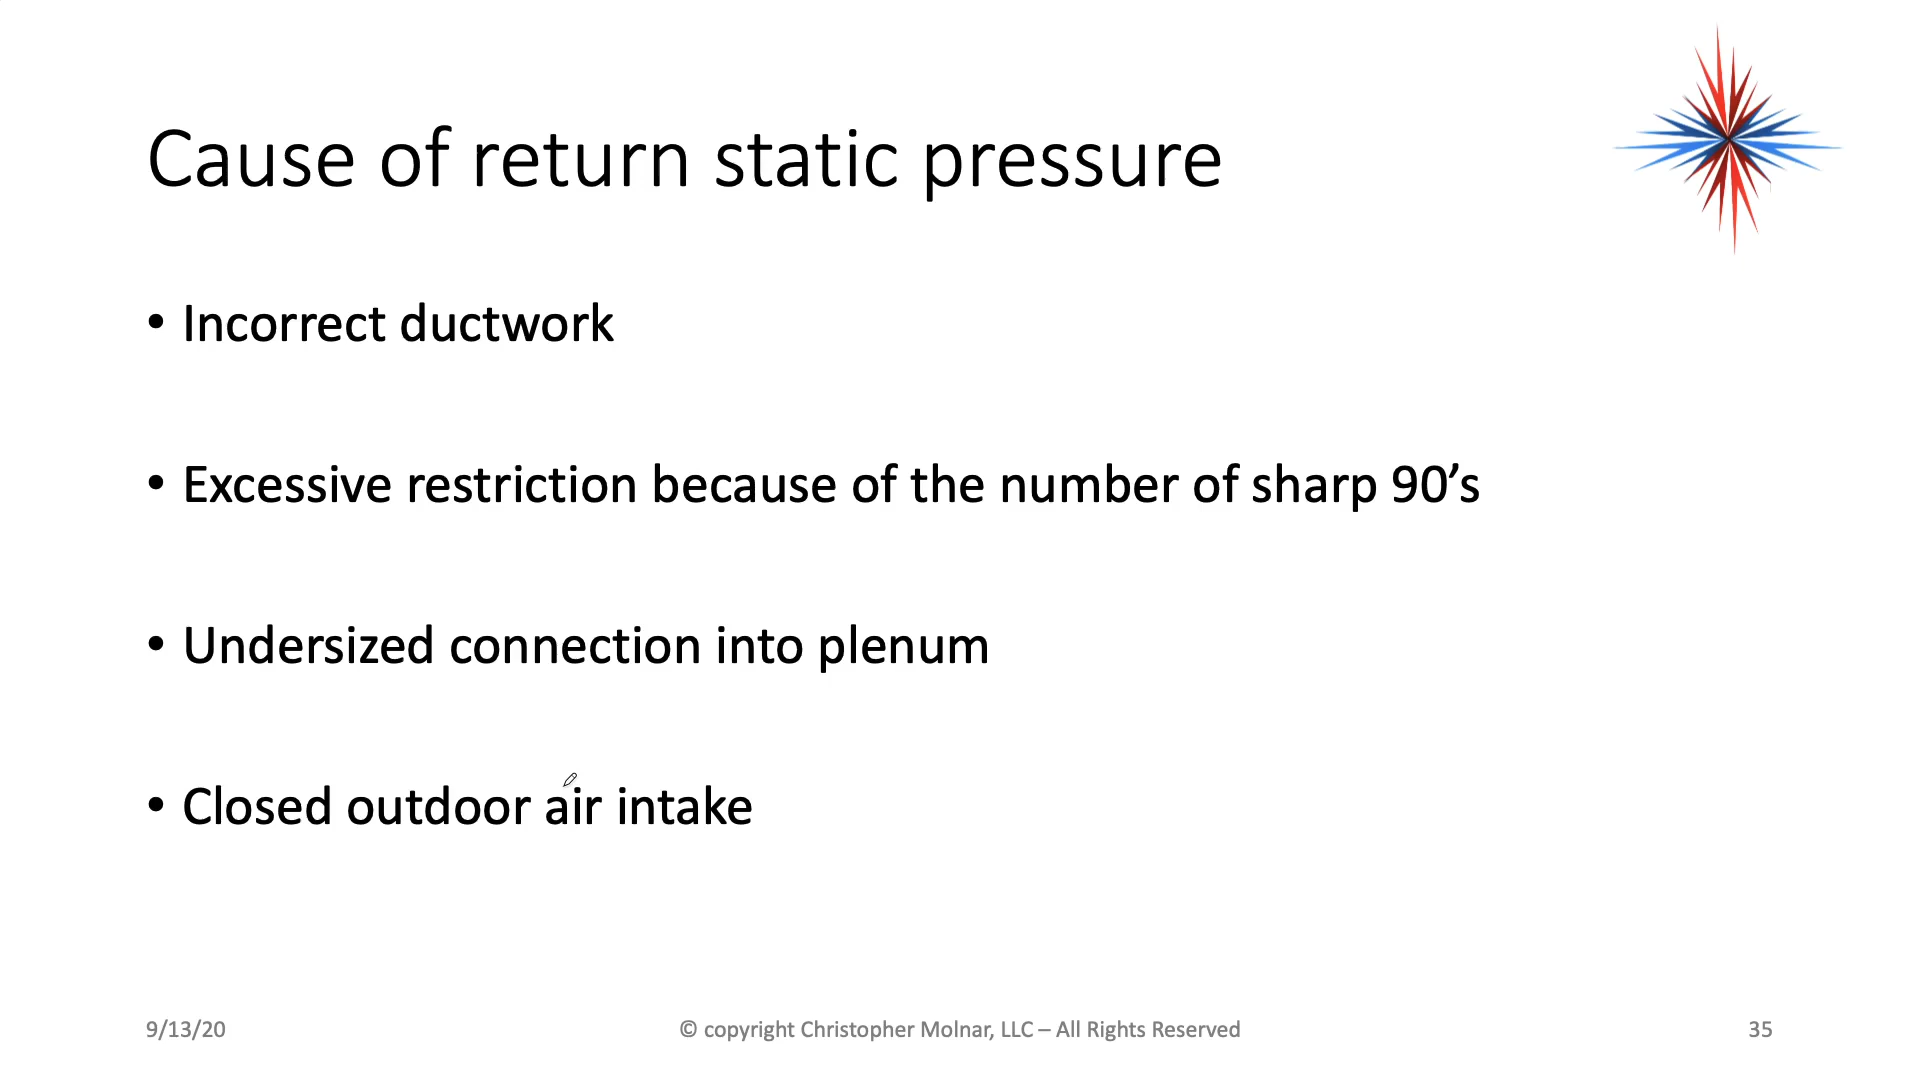 Cause of return static pressure
• Incorrect ductwork
• Excessive restriction because of the number of sharp 90’s
• Undersized connection into plenum
• Closed outdoor air intake
9/13/20
© copyright Christopher Molnar, LLC – All Rights Reserved
35